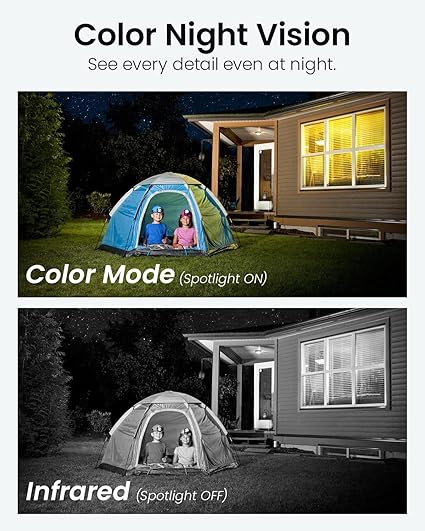 Color Night Vision
See every detail even at night.
Color Mode (Spotlight ON)
Infrared (Spotlight OFF)